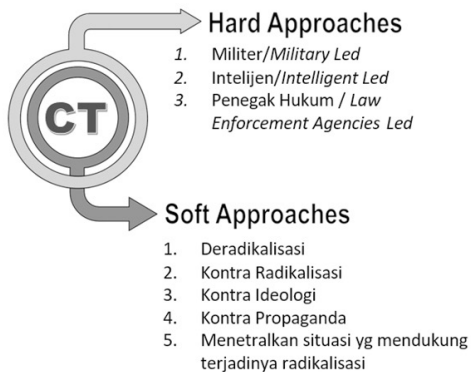 Hard Approaches
1. Militer/Military Led
2. Intelijen/Intelligent Led
3. Penegak Hukum / Law
Enforcement Agencies Led
CT
Soft Approaches
1. Deradikalisasi
2. Kontra Radikalisasi
3. Kontra Ideologi
4. Kontra Propaganda
5. Menetralkan situasi yg mendukung
terjadinya radikalisasi